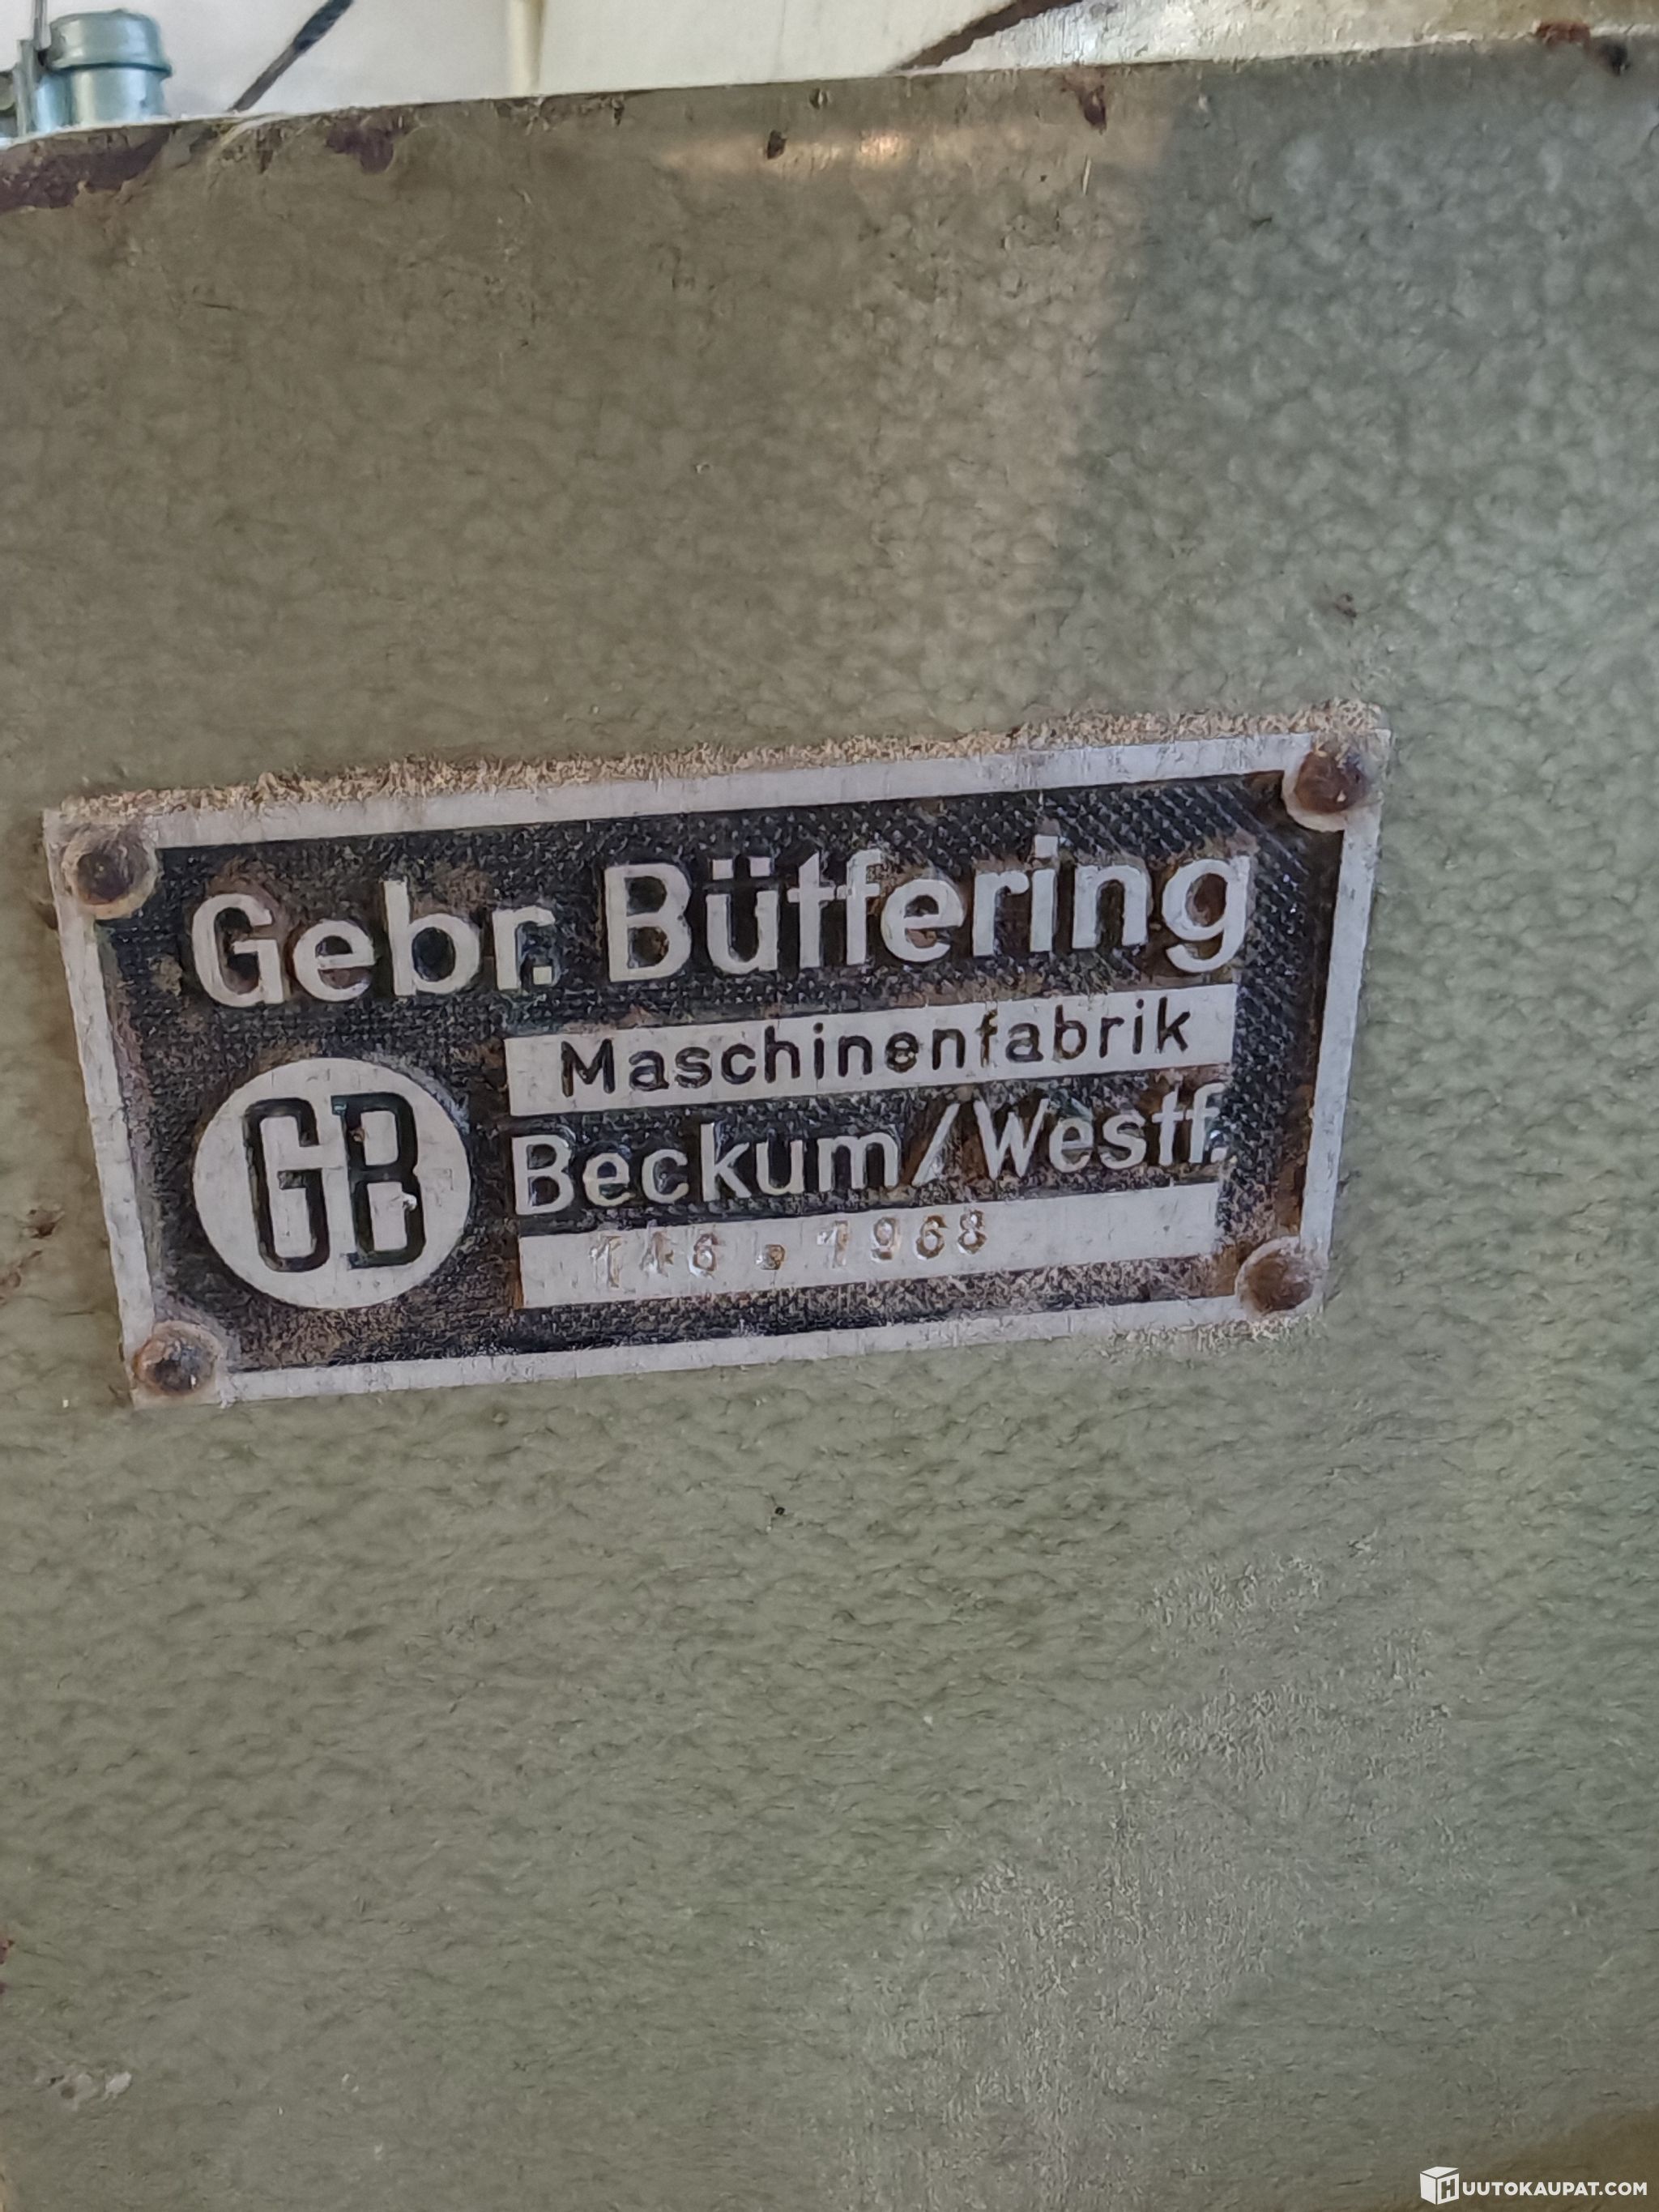 Gebr. Büffering
Maschinenfabrik
GB
Beckum/Westf.
146 . 1968
HUUTOKAUPAT.COM